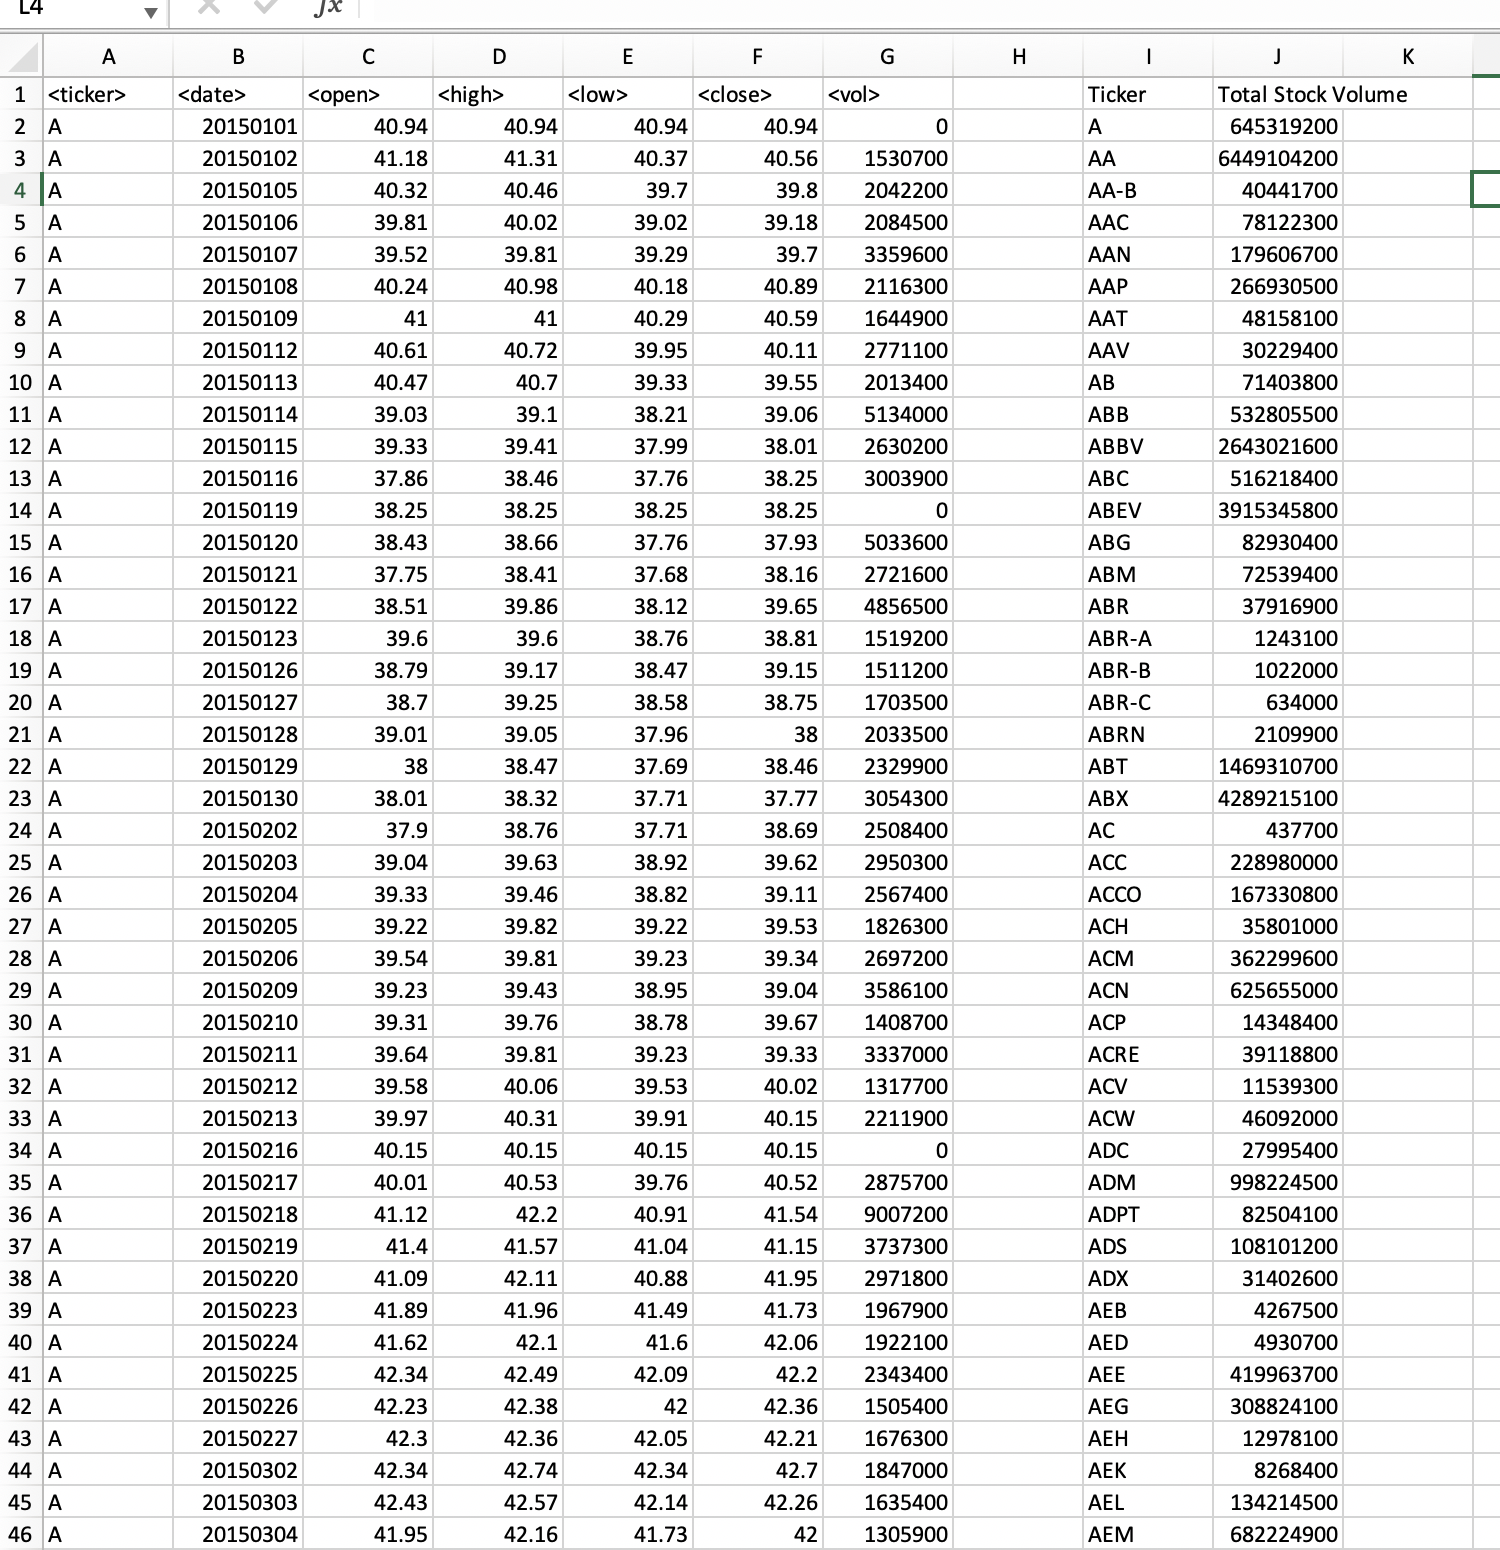 L4 fx
A B C D E F G H I J K
1 <ticker> <date> <open> <high> <low> <close> <vol> Ticker Total Stock Volume
2 A 20150101 40.94 40.94 40.94 40.94 0 A 645319200
3 A 20150102 41.18 41.31 40.37 40.56 1530700 AA 6449104200
4 A 20150105 40.32 40.46 39.7 39.8 2042200 AA-B 40441700
5 A 20150106 39.81 40.02 39.02 39.18 2084500 AAC 78122300
6 A 20150107 39.52 39.81 39.29 39.7 3359600 AAN 179606700
7 A 20150108 40.24 40.98 40.18 40.89 2116300 AAP 266930500
8 A 20150109 41 41 40.29 40.59 1644900 AAT 48158100
9 A 20150112 40.61 40.72 39.95 40.11 2771100 AAV 30229400
10 A 20150113 40.47 40.7 39.33 39.55 2013400 AB 71403800
11 A 20150114 39.03 39.1 38.21 39.06 5134000 ABB 532805500
12 A 20150115 39.33 39.41 37.99 38.01 2630200 ABBV 2643021600
13 A 20150116 37.86 38.46 37.76 38.25 3003900 ABC 516218400
14 A 20150119 38.25 38.25 38.25 38.25 0 ABEV 3915345800
15 A 20150120 38.43 38.66 37.76 37.93 5033600 ABG 82930400
16 A 20150121 37.75 38.41 37.68 38.16 2721600 ABM 72539400
17 A 20150122 38.51 39.86 38.12 39.65 4856500 ABR 37916900
18 A 20150123 39.6 39.6 38.76 38.81 1519200 ABR-A 1243100
19 A 20150126 38.79 39.17 38.47 39.15 1511200 ABR-B 1022000
20 A 20150127 38.7 39.25 38.58 38.75 1703500 ABR-C 634000
21 A 20150128 39.01 39.05 37.96 38 2033500 ABRN 2109900
22 A 20150129 38 38.47 37.69 38.46 2329900 ABT 1469310700
23 A 20150130 38.01 38.32 37.71 37.77 3054300 ABX 4289215100
24 A 20150202 37.9 38.76 37.71 38.69 2508400 AC 437700
25 A 20150203 39.04 39.63 38.92 39.62 2950300 ACC 228980000
26 A 20150204 39.33 39.46 38.82 39.11 2567400 ACCO 167330800
27 A 20150205 39.22 39.82 39.22 39.53 1826300 ACH 35801000
28 A 20150206 39.54 39.81 39.23 39.34 2697200 ACM 362299600
29 A 20150209 39.23 39.43 38.95 39.04 3586100 ACN 625655000
30 A 20150210 39.31 39.76 38.78 39.67 1408700 ACP 14348400
31 A 20150211 39.64 39.81 39.23 39.33 3337000 ACRE 39118800
32 A 20150212 39.58 40.06 39.53 40.02 1317700 ACV 11539300
33 A 20150213 39.97 40.31 39.91 40.15 2211900 ACW 46092000
34 A 20150216 40.15 40.15 40.15 40.15 0 ADC 27995400
35 A 20150217 40.01 40.53 39.76 40.52 2875700 ADM 998224500
36 A 20150218 41.12 42.2 40.91 41.54 9007200 ADPT 82504100
37 A 20150219 41.4 41.57 41.04 41.15 3737300 ADS 108101200
38 A 20150220 41.09 42.11 40.88 41.95 2971800 ADX 31402600
39 A 20150223 41.89 41.96 41.49 41.73 1967900 AEB 4267500
40 A 20150224 41.62 42.1 41.6 42.06 1922100 AED 4930700
41 A 20150225 42.34 42.49 42.09 42.2 2343400 AEE 419963700
42 A 20150226 42.23 42.38 42 42.36 1505400 AEG 308824100
43 A 20150227 42.3 42.36 42.05 42.21 1676300 AEH 12978100
44 A 20150302 42.34 42.74 42.34 42.7 1847000 AEK 8268400
45 A 20150303 42.43 42.57 42.14 42.26 1635400 AEL 134214500
46 A 20150304 41.95 42.16 41.73 42 1305900 AEM 682224900